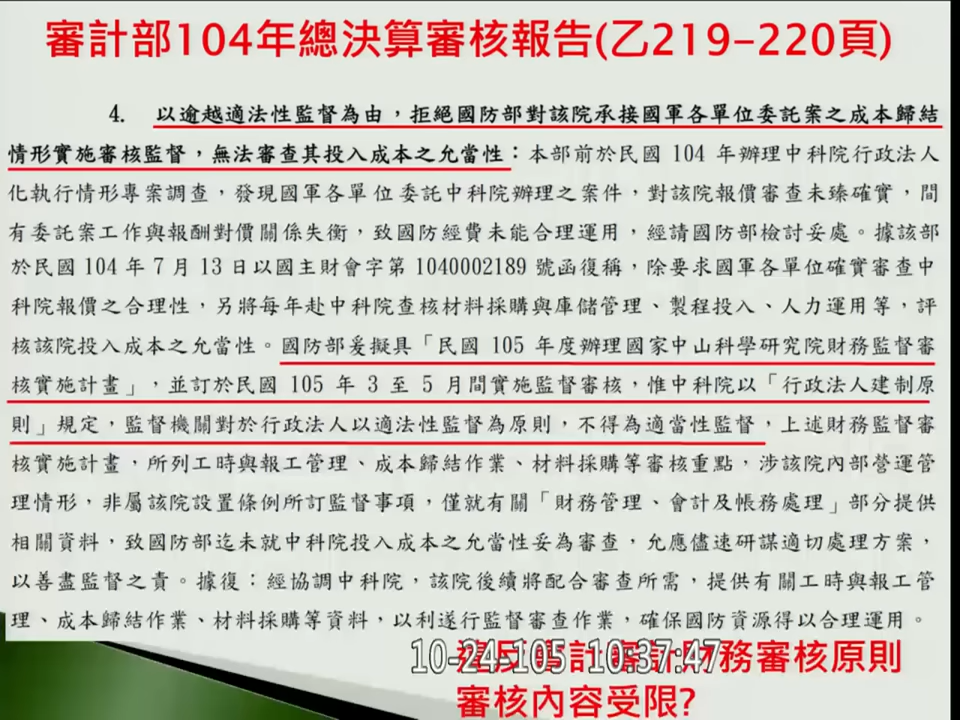 審計部104年總決算審核報告(乙219-220頁)
4. 以逾越適法性監督為由，拒絕國防部對該院承接國軍各單位委託案之成本歸結
情形實施審核監督，無法審查其投入成本之允當性：本部前於民國 104 年辦理中科院行政法人
化執行情形專案調查，發現國軍各單位委託中科院辦理之案件，對該院報價審查未臻確實，間
有委託案工作與報酬對價關係失衡，致國防經費未能合理運用，經請國防部檢討妥處。據該部
於民國 104 年 7 月 13 日以國主財會字第 1040002189 號函復稱，除要求國軍各單位確實審查中
科院報價之合理性，另將每年赴中科院查核材料採購與庫儲管理、製程投入、人力運用等，評
核該院投入成本之允當性。國防部爰擬具「民國 105 年度辦理國家中山科學研究院財務監督審
核實施計畫」，並訂於民國 105 年 3 至 5 月間實施監督審核，惟中科院以「行政法人建制原
則」規定，監督機關對於行政法人以適法性監督為原則，不得為適當性監督，上述財務監督審
核實施計畫，所列工時與報工管理、成本歸結作業、材料採購等審核重點，涉該院內部營運管
理情形，非屬該院設置條例所訂監督事項，僅就有關「財務管理、會計及帳務處理」部分提供
相關資料，致國防部迄未就中科院投入成本之允當性妥為審查，允應儘速研謀適切處理方案，
以善盡監督之責。據復：經協調中科院，該院後續將配合審查所需，提供有關工時與報工管
理、成本歸結作業、材料採購等資料，以利遂行監督審查作業，確保國防資源得以合理運用。
10-24-105 10:37:47
務審核原則
審核內容受限?